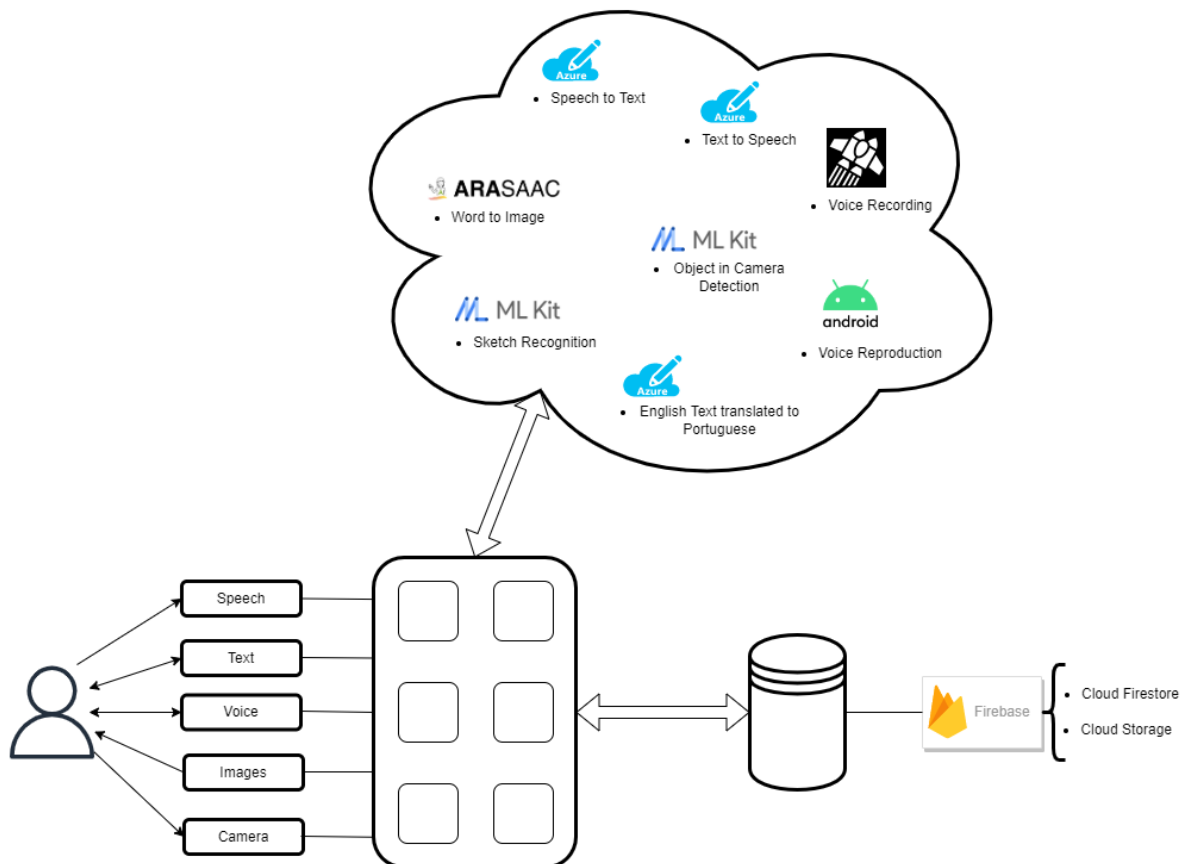 Azure
• Speech to Text
Azure
• Text to Speech
• Voice Recording
ARASAAC
• Word to Image
ML Kit
• Object in Camera
Detection
ML Kit
• Sketch Recognition
android
• Voice Reproduction
Azure
• English Text translated to
Portuguese
Speech
Text
Voice
Images
Camera
Firebase
• Cloud Firestore
• Cloud Storage